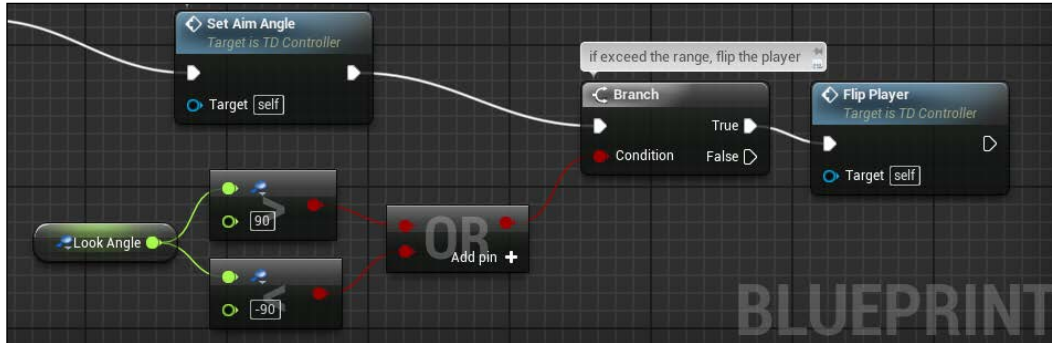 Set Aim Angle
Target is TD Controller
Target self
if exceed the range, flip the player
Branch
True
Condition
False
Flip Player
Target is TD Controller
Target self
Look Angle
>
90
<
-90
OR
Add pin +
BLUEPRINT